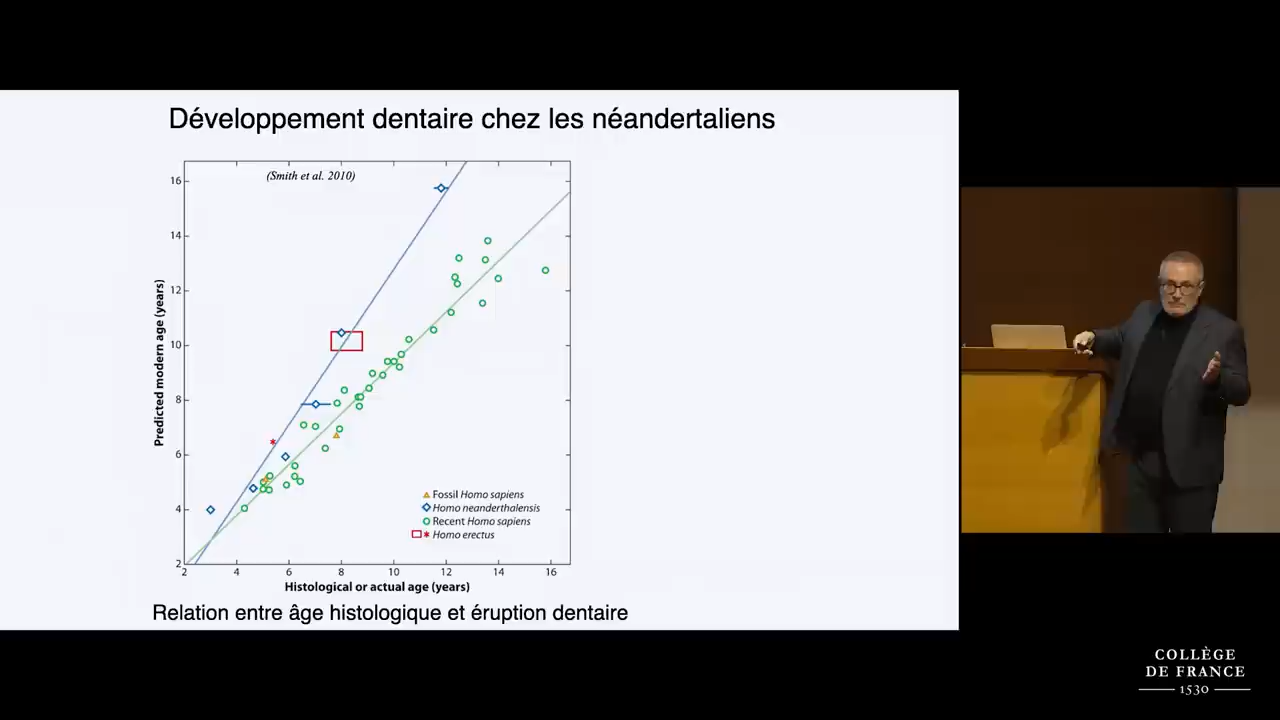 Développement dentaire chez les néandertaliens
(Smith et al. 2010)
16
14
12
10
8
6
4
2
Predicted modern age (years)
Fossil Homo sapiens
Homo neanderthalensis
Recent Homo sapiens
Homo erectus
2 4 6 8 10 12 14 16
Histological or actual age (years)
Relation entre âge histologique et éruption dentaire
COLLÈGE
DE FRANCE
1530